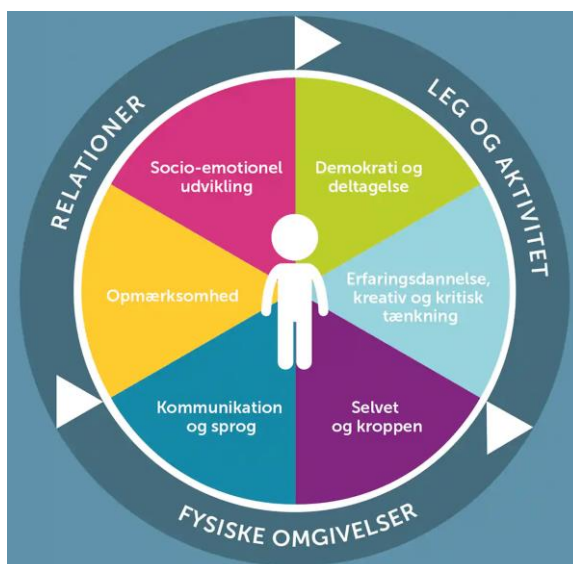 RELATIONER
LEG OG AKTIVITET
Socio-emotionel
udvikling
Demokrati og
deltagelse
Opmærksomhed
Erfaringsdannelse,
kreativ og kritisk
tænkning
Kommunikation
og sprog
Selvet
og kroppen
FYSISKE OMGIVELSER